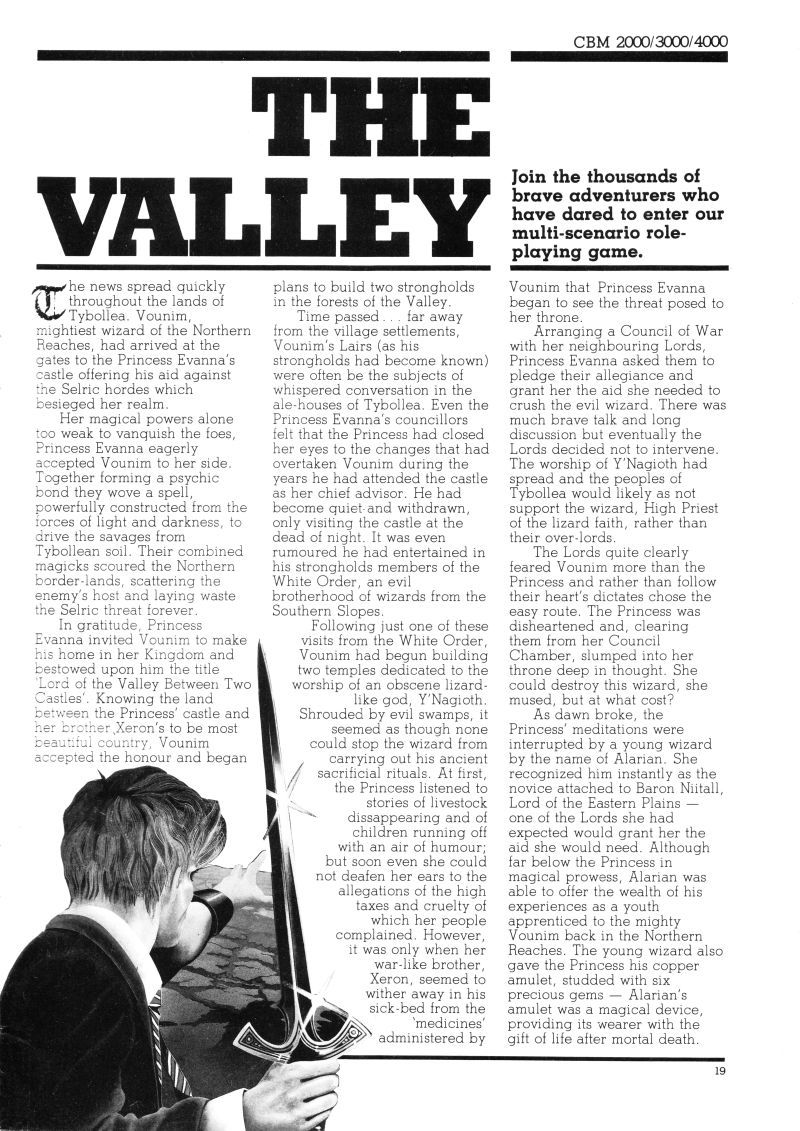 CBM 2000/3000/4000
THE
VALLEY
Join the thousands of
brave adventurers who
have dared to enter our
multi-scenario role-
playing game.
The news spread quickly
throughout the lands of
Tybollea. Vounim,
mightiest wizard of the Northern
Reaches, had arrived at the
gates to the Princess Evanna's
castle offering his aid against
the Selric hordes which
besieged her realm.
Her magical powers alone
too weak to vanquish the foes,
Princess Evanna eagerly
accepted Vounim to her side.
Together forming a psychic
bond they wove a spell,
powerfully constructed from the
forces of light and darkness, to
drive the savages from
Tybollean soil. Their combined
magicks scoured the Northern
border-lands, scattering the
enemy's host and laying waste
the Selric threat forever.
In gratitude, Princess
Evanna invited Vounim to make
his home in her Kingdom and
bestowed upon him the title
'Lord of the Valley Between Two
Castles'. Knowing the land
between the Princess' castle and
her brother Xeron's to be most
beautiful country, Vounim
accepted the honour and began
plans to build two strongholds
in the forests of the Valley.
Time passed . . . far away
from the village settlements,
Vounim's Lairs (as his
strongholds had become known)
were often be the subjects of
whispered conversation in the
ale-houses of Tybollea. Even the
Princess Evanna's councillors
felt that the Princess had closed
her eyes to the changes that had
overtaken Vounim during the
years he had attended the castle
as her chief advisor. He had
become quiet and withdrawn,
only visiting the castle at the
dead of night. It was even
rumoured he had entertained in
his strongholds members of the
White Order, an evil
brotherhood of wizards from the
Southern Slopes.
Following just one of these
visits from the White Order,
Vounim had begun building
two temples dedicated to the
worship of an obscene lizard-
like god, Y'Nagioth.
Shrouded by evil swamps, it
seemed as though none
could stop the wizard from
carrying out his ancient
sacrificial rituals. At first,
the Princess listened to
stories of livestock
dissappearing and of
children running off
with an air of humour;
but soon even she could
not deafen her ears to the
allegations of the high
taxes and cruelty of
which her people
complained. However,
it was only when her
war-like brother,
Xeron, seemed to
wither away in his
sick-bed from the
'medicines'
administered by
Vounim that Princess Evanna
began to see the threat posed to
her throne.
Arranging a Council of War
with her neighbouring Lords,
Princess Evanna asked them to
pledge their allegiance and
grant her the aid she needed to
crush the evil wizard. There was
much brave talk and long
discussion but eventually the
Lords decided not to intervene.
The worship of Y'Nagioth had
spread and the peoples of
Tybollea would likely as not
support the wizard, High Priest
of the lizard faith, rather than
their over-lords.
The Lords quite clearly
feared Vounim more than the
Princess and rather than follow
their heart's dictates chose the
easy route. The Princess was
disheartened and, clearing
them from her Council
Chamber, slumped into her
throne deep in thought. She
could destroy this wizard, she
mused, but at what cost?
As dawn broke, the
Princess' meditations were
interrupted by a young wizard
by the name of Alarian. She
recognized him instantly as the
novice attached to Baron Niitall,
Lord of the Eastern Plains —
one of the Lords she had
expected would grant her the
aid she would need. Although
far below the Princess in
magical prowess, Alarian was
able to offer the wealth of his
experiences as a youth
apprenticed to the mighty
Vounim back in the Northern
Reaches. The young wizard also
gave the Princess his copper
amulet, studded with six
precious gems — Alarian's
amulet was a magical device,
providing its wearer with the
gift of life after mortal death.
19